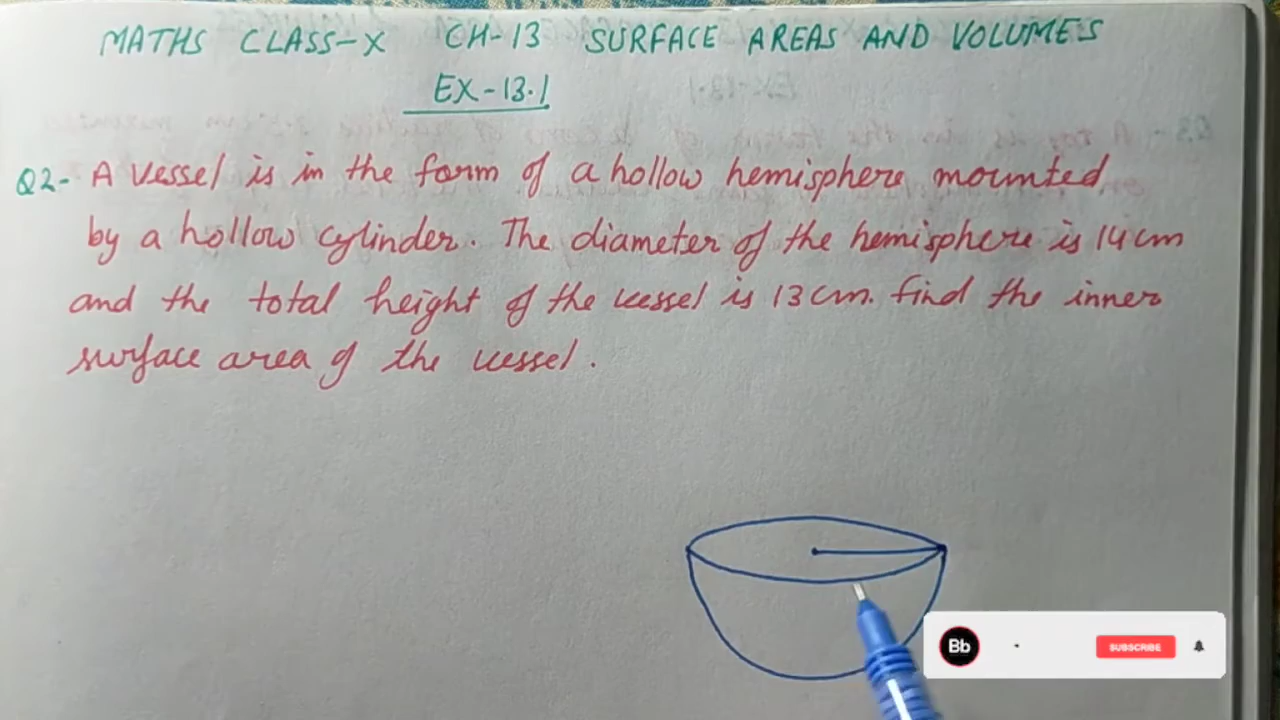 MATHS CLASS-X CH-13 SURFACE AREAS AND VOLUMES
EX-13.1
Q2- A vessel is in the form of a hollow hemisphere mounted
by a hollow cylinder. The diameter of the hemisphere is 14cm
and the total height of the vessel is 13cm. find the inner
surface area of the vessel.
Bb
SUBSCRIBE